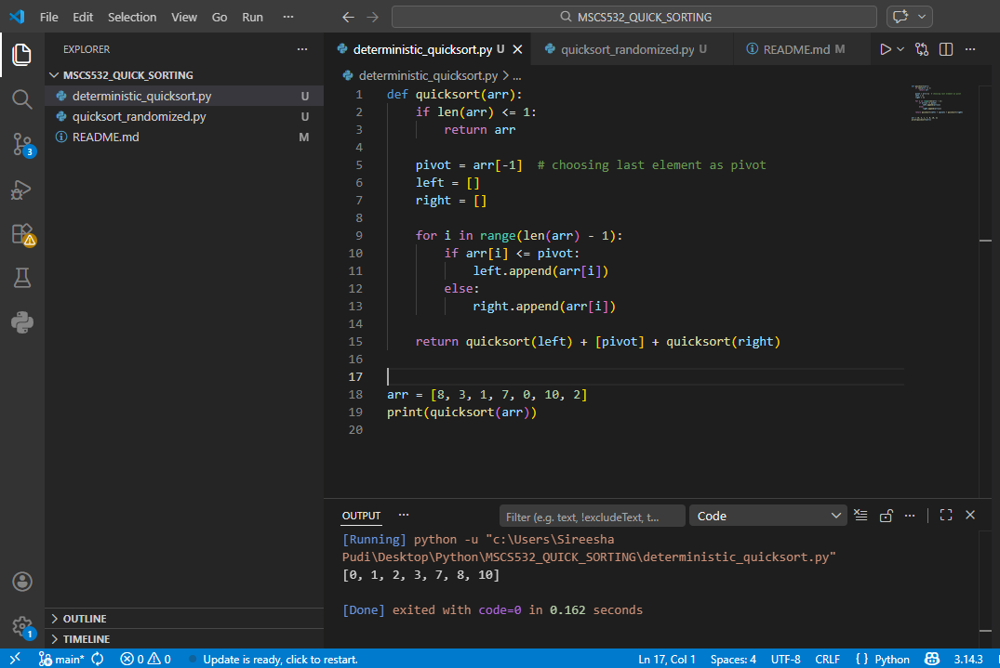 File Edit Selection View Go Run ··· MSCS532_QUICK_SORTING
EXPLORER ···
MSCS532_QUICK_SORTING
deterministic_quicksort.py U
quicksort_randomized.py U
README.md M
3
OUTLINE
TIMELINE
1
deterministic_quicksort.py U quicksort_randomized.py U README.md M ···
deterministic_quicksort.py > ...
1 def quicksort(arr):
2 if len(arr) <= 1:
3 return arr
4
5 pivot = arr[-1]  # choosing last element as pivot
6 left = []
7 right = []
8
9 for i in range(len(arr) - 1):
10 if arr[i] <= pivot:
11 left.append(arr[i])
12 else:
13 right.append(arr[i])
14
15 return quicksort(left) + [pivot] + quicksort(right)
16
17
18 arr = [8, 3, 1, 7, 0, 10, 2]
19 print(quicksort(arr))
20
OUTPUT ··· Filter (e.g. text, !excludeText, t... Code ···
[Running] python -u "c:\Users\Sireesha
Pudi\Desktop\Python\MSCS532_QUICK_SORTING\deterministic_quicksort.py"
[0, 1, 2, 3, 7, 8, 10]
[Done] exited with code=0 in 0.162 seconds
main* 0 0 Update is ready, click to restart. Ln 17, Col 1 Spaces: 4 UTF-8 CRLF { } Python 3.14.3